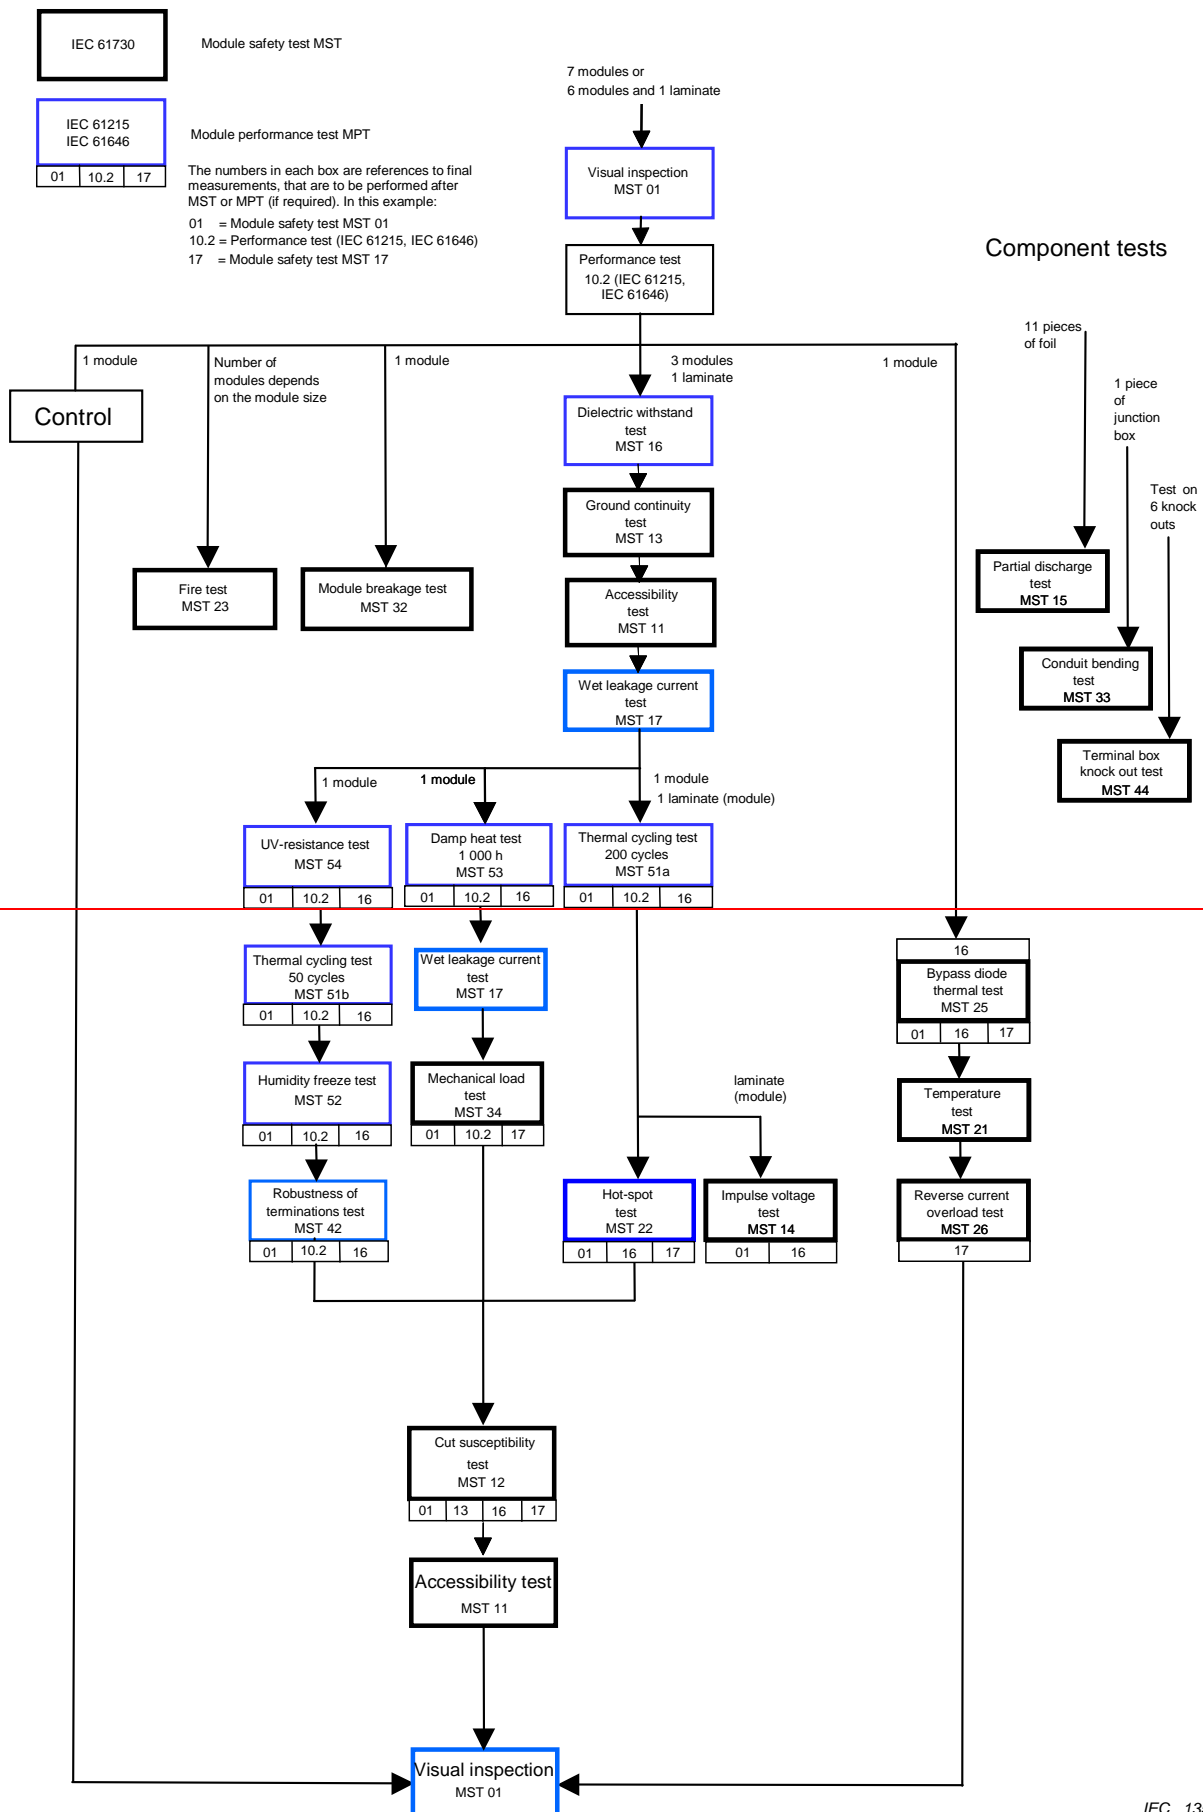 IEC 61730
Module safety test MST
IEC 61215
IEC 61646
Module performance test MPT
01 10.2 17
The numbers in each box are references to final
measurements, that are to be performed after
MST or MPT (if required). In this example:
01 = Module safety test MST 01
10.2 = Performance test (IEC 61215, IEC 61646)
17 = Module safety test MST 17
7 modules or
6 modules and 1 laminate
Visual inspection
MST 01
Performance test
10.2 (IEC 61215,
IEC 61646)
Component tests
1 module
Number of
modules depends
on the module size
1 module
3 modules
1 laminate
1 module
11 pieces
of foil
1 piece
of
junction
box
Test on
6 knock
outs
Control
Dielectric withstand
test
MST 16
Ground continuity
test
MST 13
Fire test
MST 23
Module breakage test
MST 32
Accessibility
test
MST 11
Partial discharge
test
MST 15
Conduit bending
test
MST 33
Terminal box
knock out test
MST 44
Wet leakage current
test
MST 17
1 module
1 module
1 module
1 laminate (module)
UV-resistance test
MST 54
01 10.2 16
Damp heat test
1 000 h
MST 53
01 10.2 16
Thermal cycling test
200 cycles
MST 51a
01 10.2 16
Thermal cycling test
50 cycles
MST 51b
01 10.2 16
Wet leakage current
test
MST 17
16
Bypass diode
thermal test
MST 25
01 16 17
Humidity freeze test
MST 52
01 10.2 16
Mechanical load
test
MST 34
01 10.2 17
laminate
(module)
Temperature
test
MST 21
Robustness of
terminations test
MST 42
01 10.2 16
Hot-spot
test
MST 22
01 16 17
Impulse voltage
test
MST 14
01 16
Reverse current
overload test
MST 26
17
Cut susceptibility
test
MST 12
01 13 16 17
Accessibility test
MST 11
Visual inspection
MST 01
IEC 13